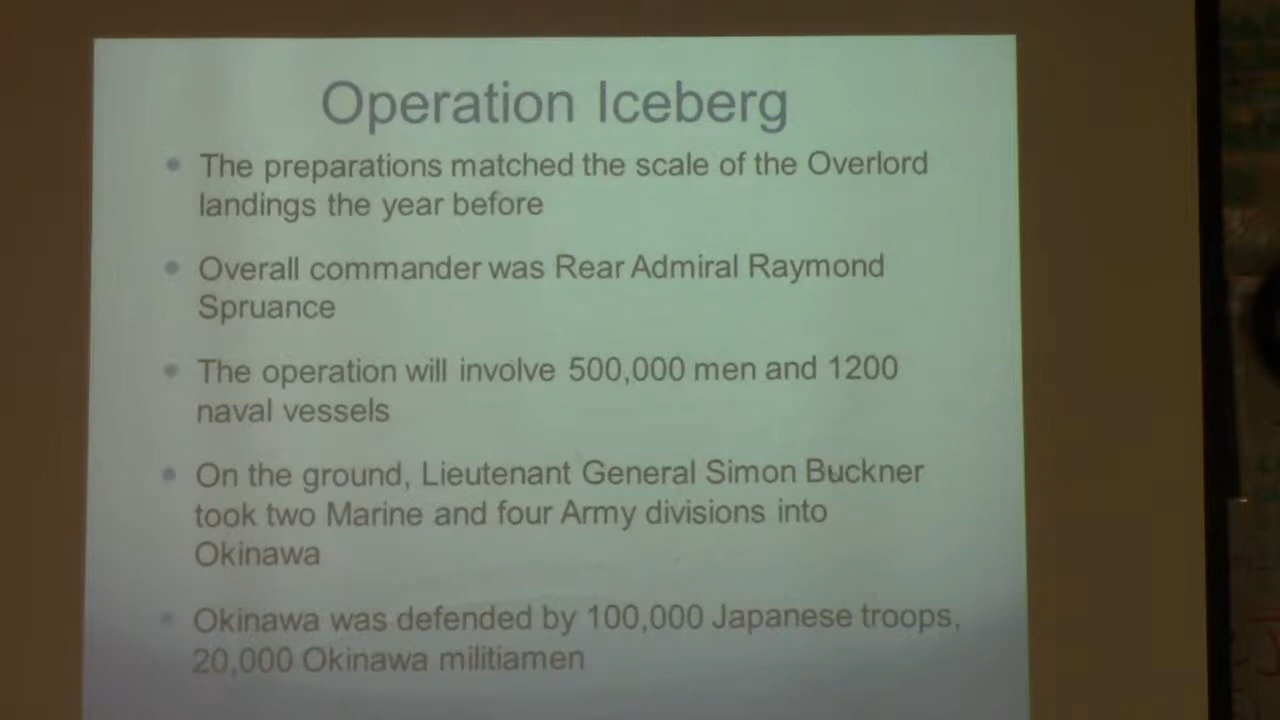 Operation Iceberg
• The preparations matched the scale of the Overlord
landings the year before
• Overall commander was Rear Admiral Raymond
Spruance
• The operation will involve 500,000 men and 1200
naval vessels
• On the ground, Lieutenant General Simon Buckner
took two Marine and four Army divisions into
Okinawa
• Okinawa was defended by 100,000 Japanese troops,
20,000 Okinawa militiamen